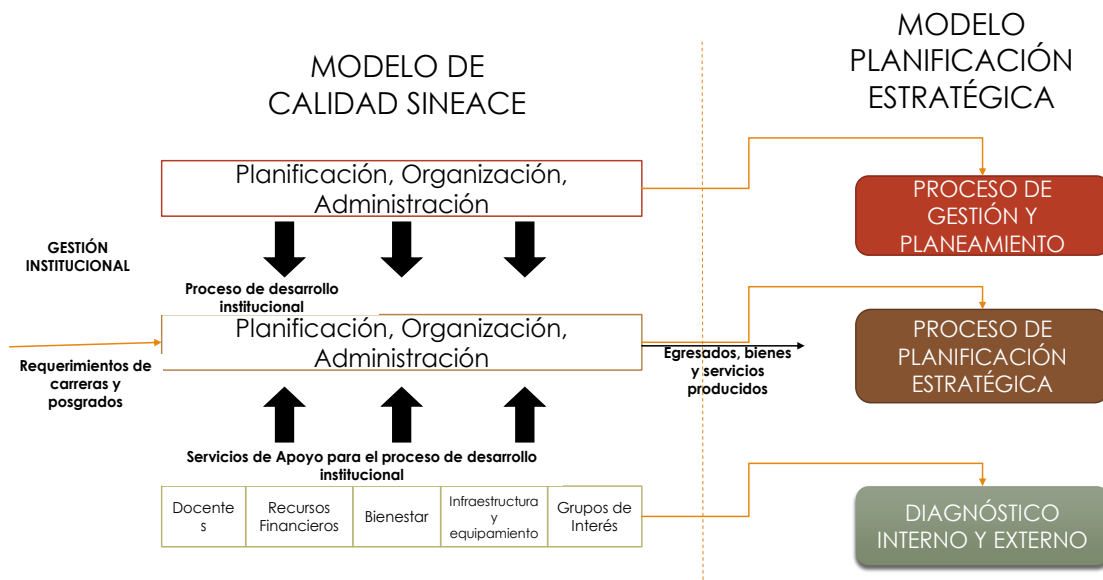 MODELO DE
CALIDAD SINEACE
MODELO
PLANIFICACIÓN
ESTRATÉGICA
Planificación, Organización,
Administración
PROCESO DE
GESTIÓN Y
PLANEAMIENTO
GESTIÓN
INSTITUCIONAL
Proceso de desarrollo
institucional
Planificación, Organización,
Administración
Requerimientos de
carreras y
posgrados
Egresados, bienes
y servicios
producidos
PROCESO DE
PLANIFICACIÓN
ESTRATÉGICA
Servicios de Apoyo para el proceso de desarrollo
institucional
Docente
s
Recursos
Financieros
Bienestar
Infraestructura
y
equipamiento
Grupos de
Interés
DIAGNÓSTICO
INTERNO Y EXTERNO